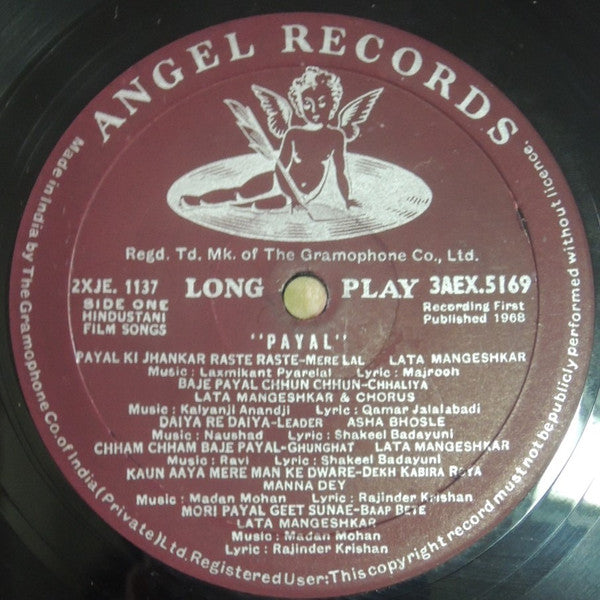 ANGEL RECORDS
Regd. Td. Mk. of The Gramophone Co., Ltd.
2XJE. 1137 LONG PLAY 3AEX.5169
SIDE ONE
HINDUSTANI
FILM SONGS
Recording First
Published 1968
"PAYAL"
PAYAL KI JHANKAR RASTE RASTE-MERE LAL LATA MANGESHKAR
Music : Laxmikant Pyarelal Lyric : Majrooh
BAJE PAYAL CHHUN CHHUN-CHHALIYA
LATA MANGESHKAR & CHORUS
Music : Kalyanji Anandji Lyric : Qamar Jalalabadi
DAIYA RE DAIYA-LEADER ASHA BHOSLE
Music : Naushad Lyric : Shakeel Badayuni
CHHAM CHHAM BAJE PAYAL-GHUNGHAT LATA MANGESHKAR
Music : Ravi Lyric : Shakeel Badayuni
KAUN AAYA MERE MAN KE DWARE-DEKH KABIRA ROYA
MANNA DEY
Music : Madan Mohan Lyric : Rajinder Krishan
MORI PAYAL GEET SUNAE-BAAP BETE
LATA MANGESHKAR
Music : Madan Mohan
Lyric : Rajinder Krishan
Made in India by The Gramophone Co. of India (Private) Ltd. Registered User: This copyright record must not be publicly performed without licence.